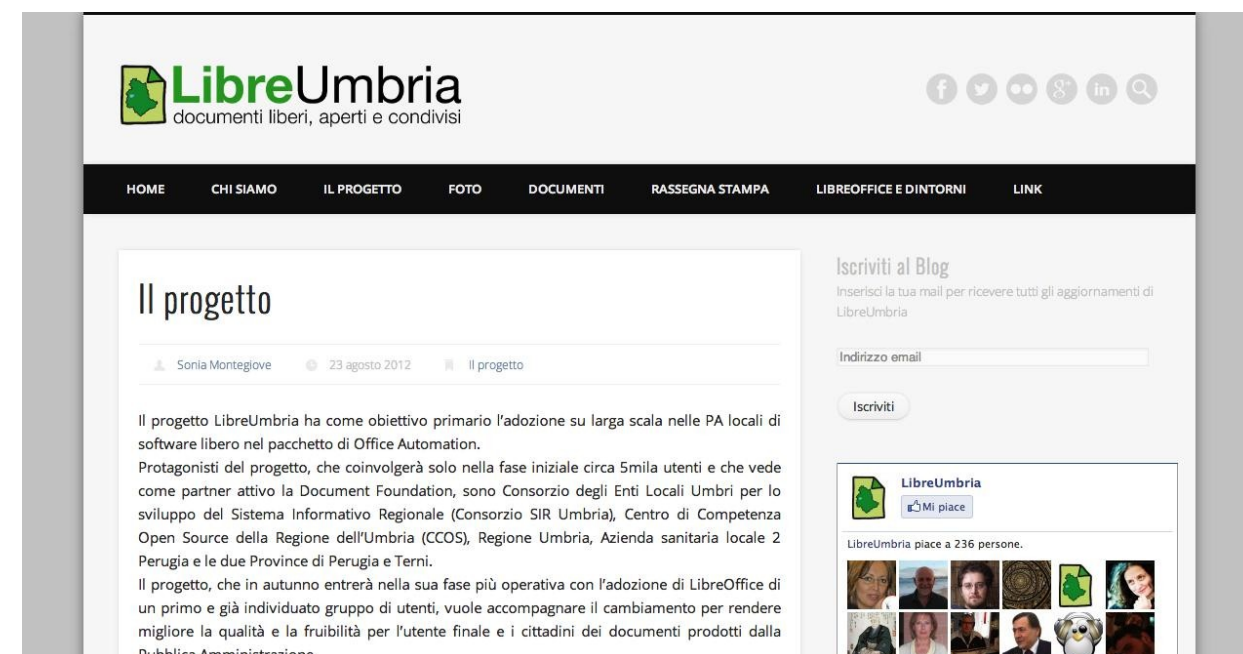 LibreUmbria
documenti liberi, aperti e condivisi
HOME CHI SIAMO IL PROGETTO FOTO DOCUMENTI RASSEGNA STAMPA LIBREOFFICE E DINTORNI LINK
Il progetto
Sonia Montegiove 23 agosto 2012 Il progetto
Il progetto LibreUmbria ha come obiettivo primario l'adozione su larga scala nelle PA locali di
software libero nel pacchetto di Office Automation.
Protagonisti del progetto, che coinvolgerà solo nella fase iniziale circa 5mila utenti e che vede
come partner attivo la Document Foundation, sono Consorzio degli Enti Locali Umbri per lo
sviluppo del Sistema Informativo Regionale (Consorzio SIR Umbria), Centro di Competenza
Open Source della Regione dell'Umbria (CCOS), Regione Umbria, Azienda sanitaria locale 2
Perugia e le due Province di Perugia e Terni.
Il progetto, che in autunno entrerà nella sua fase più operativa con l'adozione di LibreOffice di
un primo e già individuato gruppo di utenti, vuole accompagnare il cambiamento per rendere
migliore la qualità e la fruibilità per l'utente finale e i cittadini dei documenti prodotti dalla
Pubblica Amministrazione
Iscriviti al Blog
Inserisci la tua mail per ricevere tutti gli aggiornamenti di
LibreUmbria
Indirizzo email
Iscriviti
LibreUmbria
Mi piace
LibreUmbria piace a 236 persone.